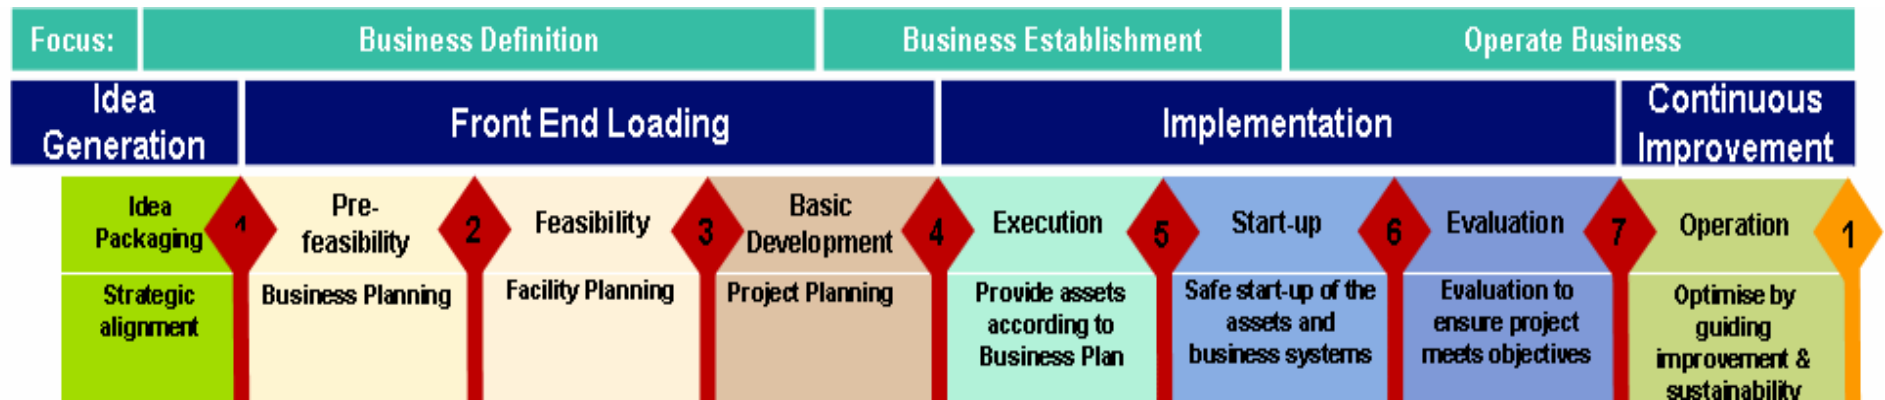 Focus:
Business Definition
Business Establishment
Operate Business
Idea
Generation
Front End Loading
Implementation
Continuous
Improvement
Idea
Packaging
1
Pre-
feasibility
2
Feasibility
3
Basic
Development
4
Execution
5
Start-up
6
Evaluation
7
Operation
1
Strategic
alignment
Business Planning
Facility Planning
Project Planning
Provide assets
according to
Business Plan
Safe start-up of the
assets and
business systems
Evaluation to
ensure project
meets objectives
Optimise by
guiding
improvement &
sustainability